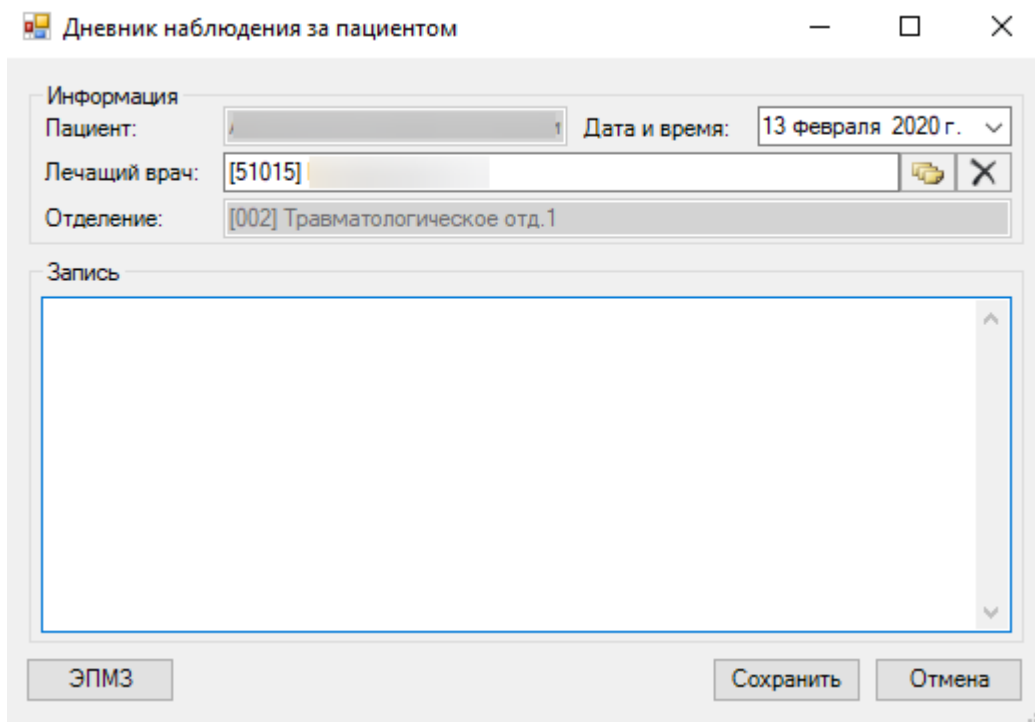 Дневник наблюдения за пациентом
Информация
Пациент: Дата и время: 13 февраля 2020 г.
Лечащий врач: [51015]
Отделение: [002] Травматологическое отд.1
Запись
ЭПМЗ Сохранить Отмена